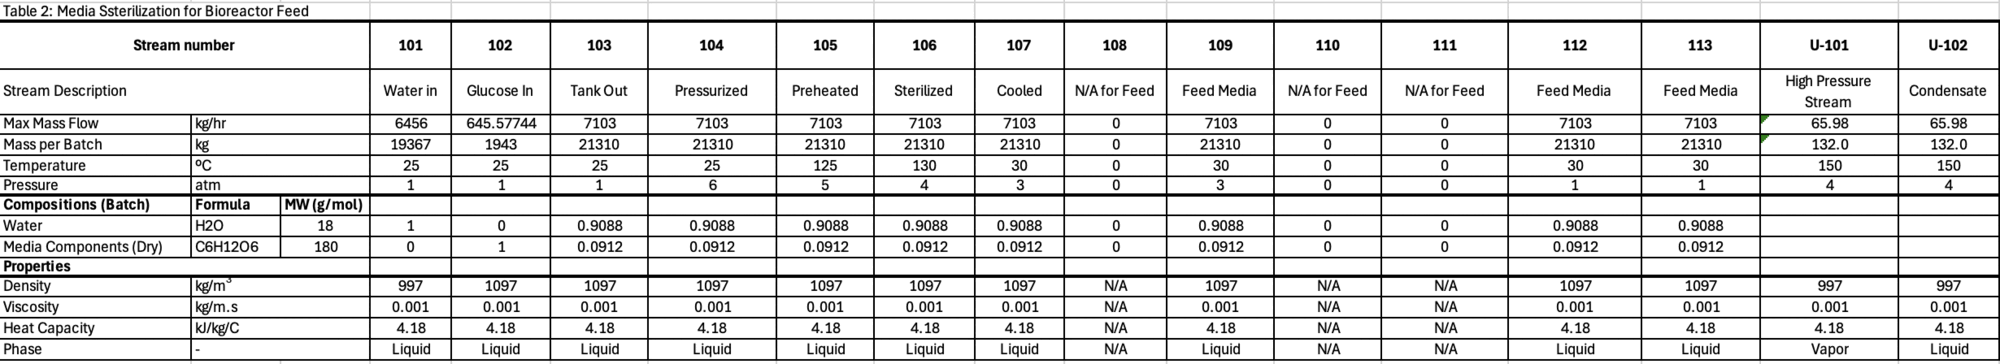 Table 2: Media Ssterilization for Bioreactor Feed
Stream number 101 102 103 104 105 106 107 108 109 110 111 112 113 U-101 U-102
Stream Description Water in Glucose In Tank Out Pressurized Preheated Sterilized Cooled N/A for Feed Feed Media N/A for Feed N/A for Feed Feed Media Feed Media High Pressure Stream Condensate
Max Mass Flow kg/hr 6456 645.57744 7103 7103 7103 7103 7103 0 7103 0 0 7103 7103 65.98 65.98
Mass per Batch kg 19367 1943 21310 21310 21310 21310 21310 0 21310 0 0 21310 21310 132.0 132.0
Temperature ºC 25 25 25 25 125 130 30 0 30 0 0 30 30 150 150
Pressure atm 1 1 1 6 5 4 3 0 3 0 0 1 1 4 4
Compositions (Batch) Formula MW (g/mol)
Water H2O 18 1 0 0.9088 0.9088 0.9088 0.9088 0.9088 0 0.9088 0 0 0.9088 0.9088
Media Components (Dry) C6H12O6 180 0 1 0.0912 0.0912 0.0912 0.0912 0.0912 0 0.0912 0 0 0.0912 0.0912
Properties
Density kg/m³ 997 1097 1097 1097 1097 1097 1097 N/A 1097 N/A N/A 1097 1097 997 997
Viscosity kg/m.s 0.001 0.001 0.001 0.001 0.001 0.001 0.001 N/A 0.001 N/A N/A 0.001 0.001 0.001 0.001
Heat Capacity kJ/kg/C 4.18 4.18 4.18 4.18 4.18 4.18 4.18 N/A 4.18 N/A N/A 4.18 4.18 4.18 4.18
Phase - Liquid Liquid Liquid Liquid Liquid Liquid Liquid N/A Liquid N/A N/A Liquid Liquid Vapor Liquid